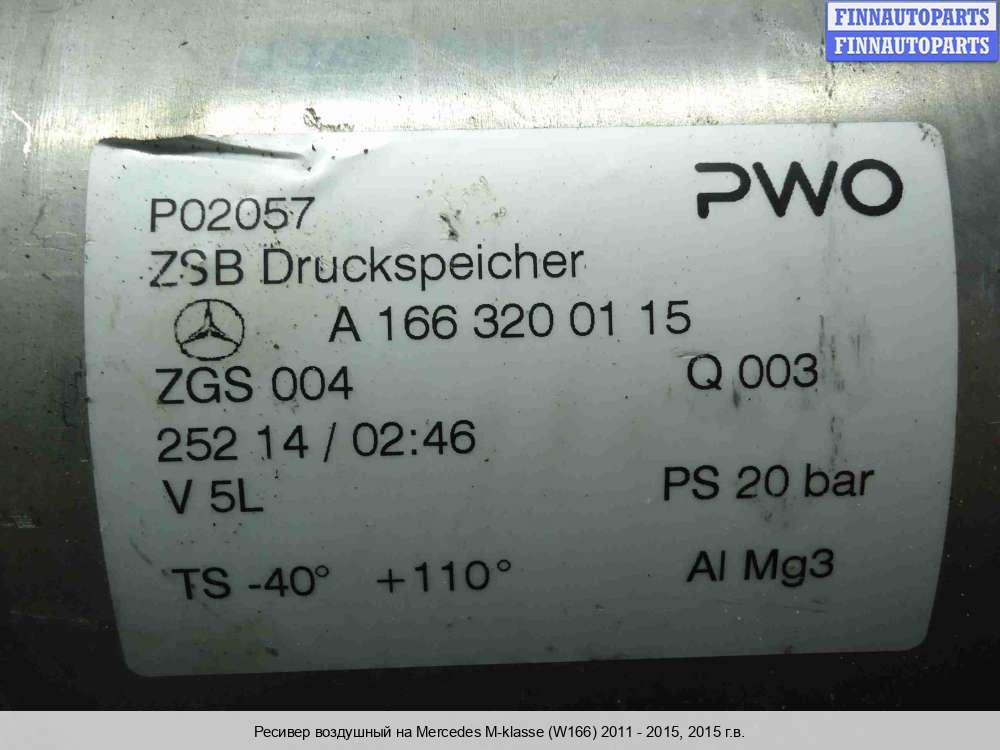 FINNAUTOPARTS
FINNAUTOPARTS
PWO
P02057
ZSB Druckspeicher
A 166 320 01 15
ZGS 004 Q 003
252 14 / 02:46
V 5L PS 20 bar
TS -40° +110° Al Mg3
Ресивер воздушный на Mercedes M-klasse (W166) 2011 - 2015, 2015 г.в.